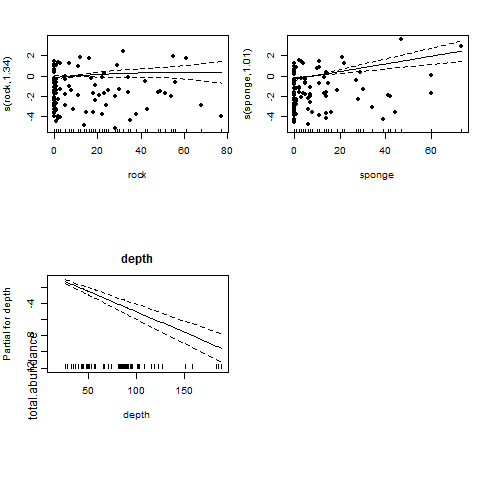 s(rock,1.34)
2
0
-2
-4
0 20 40 60 80
rock
s(sponge,1.01)
2
0
-2
-4
0 20 40 60
sponge
depth
Partial for depth
-4
50 100 150
depth
total.abundance